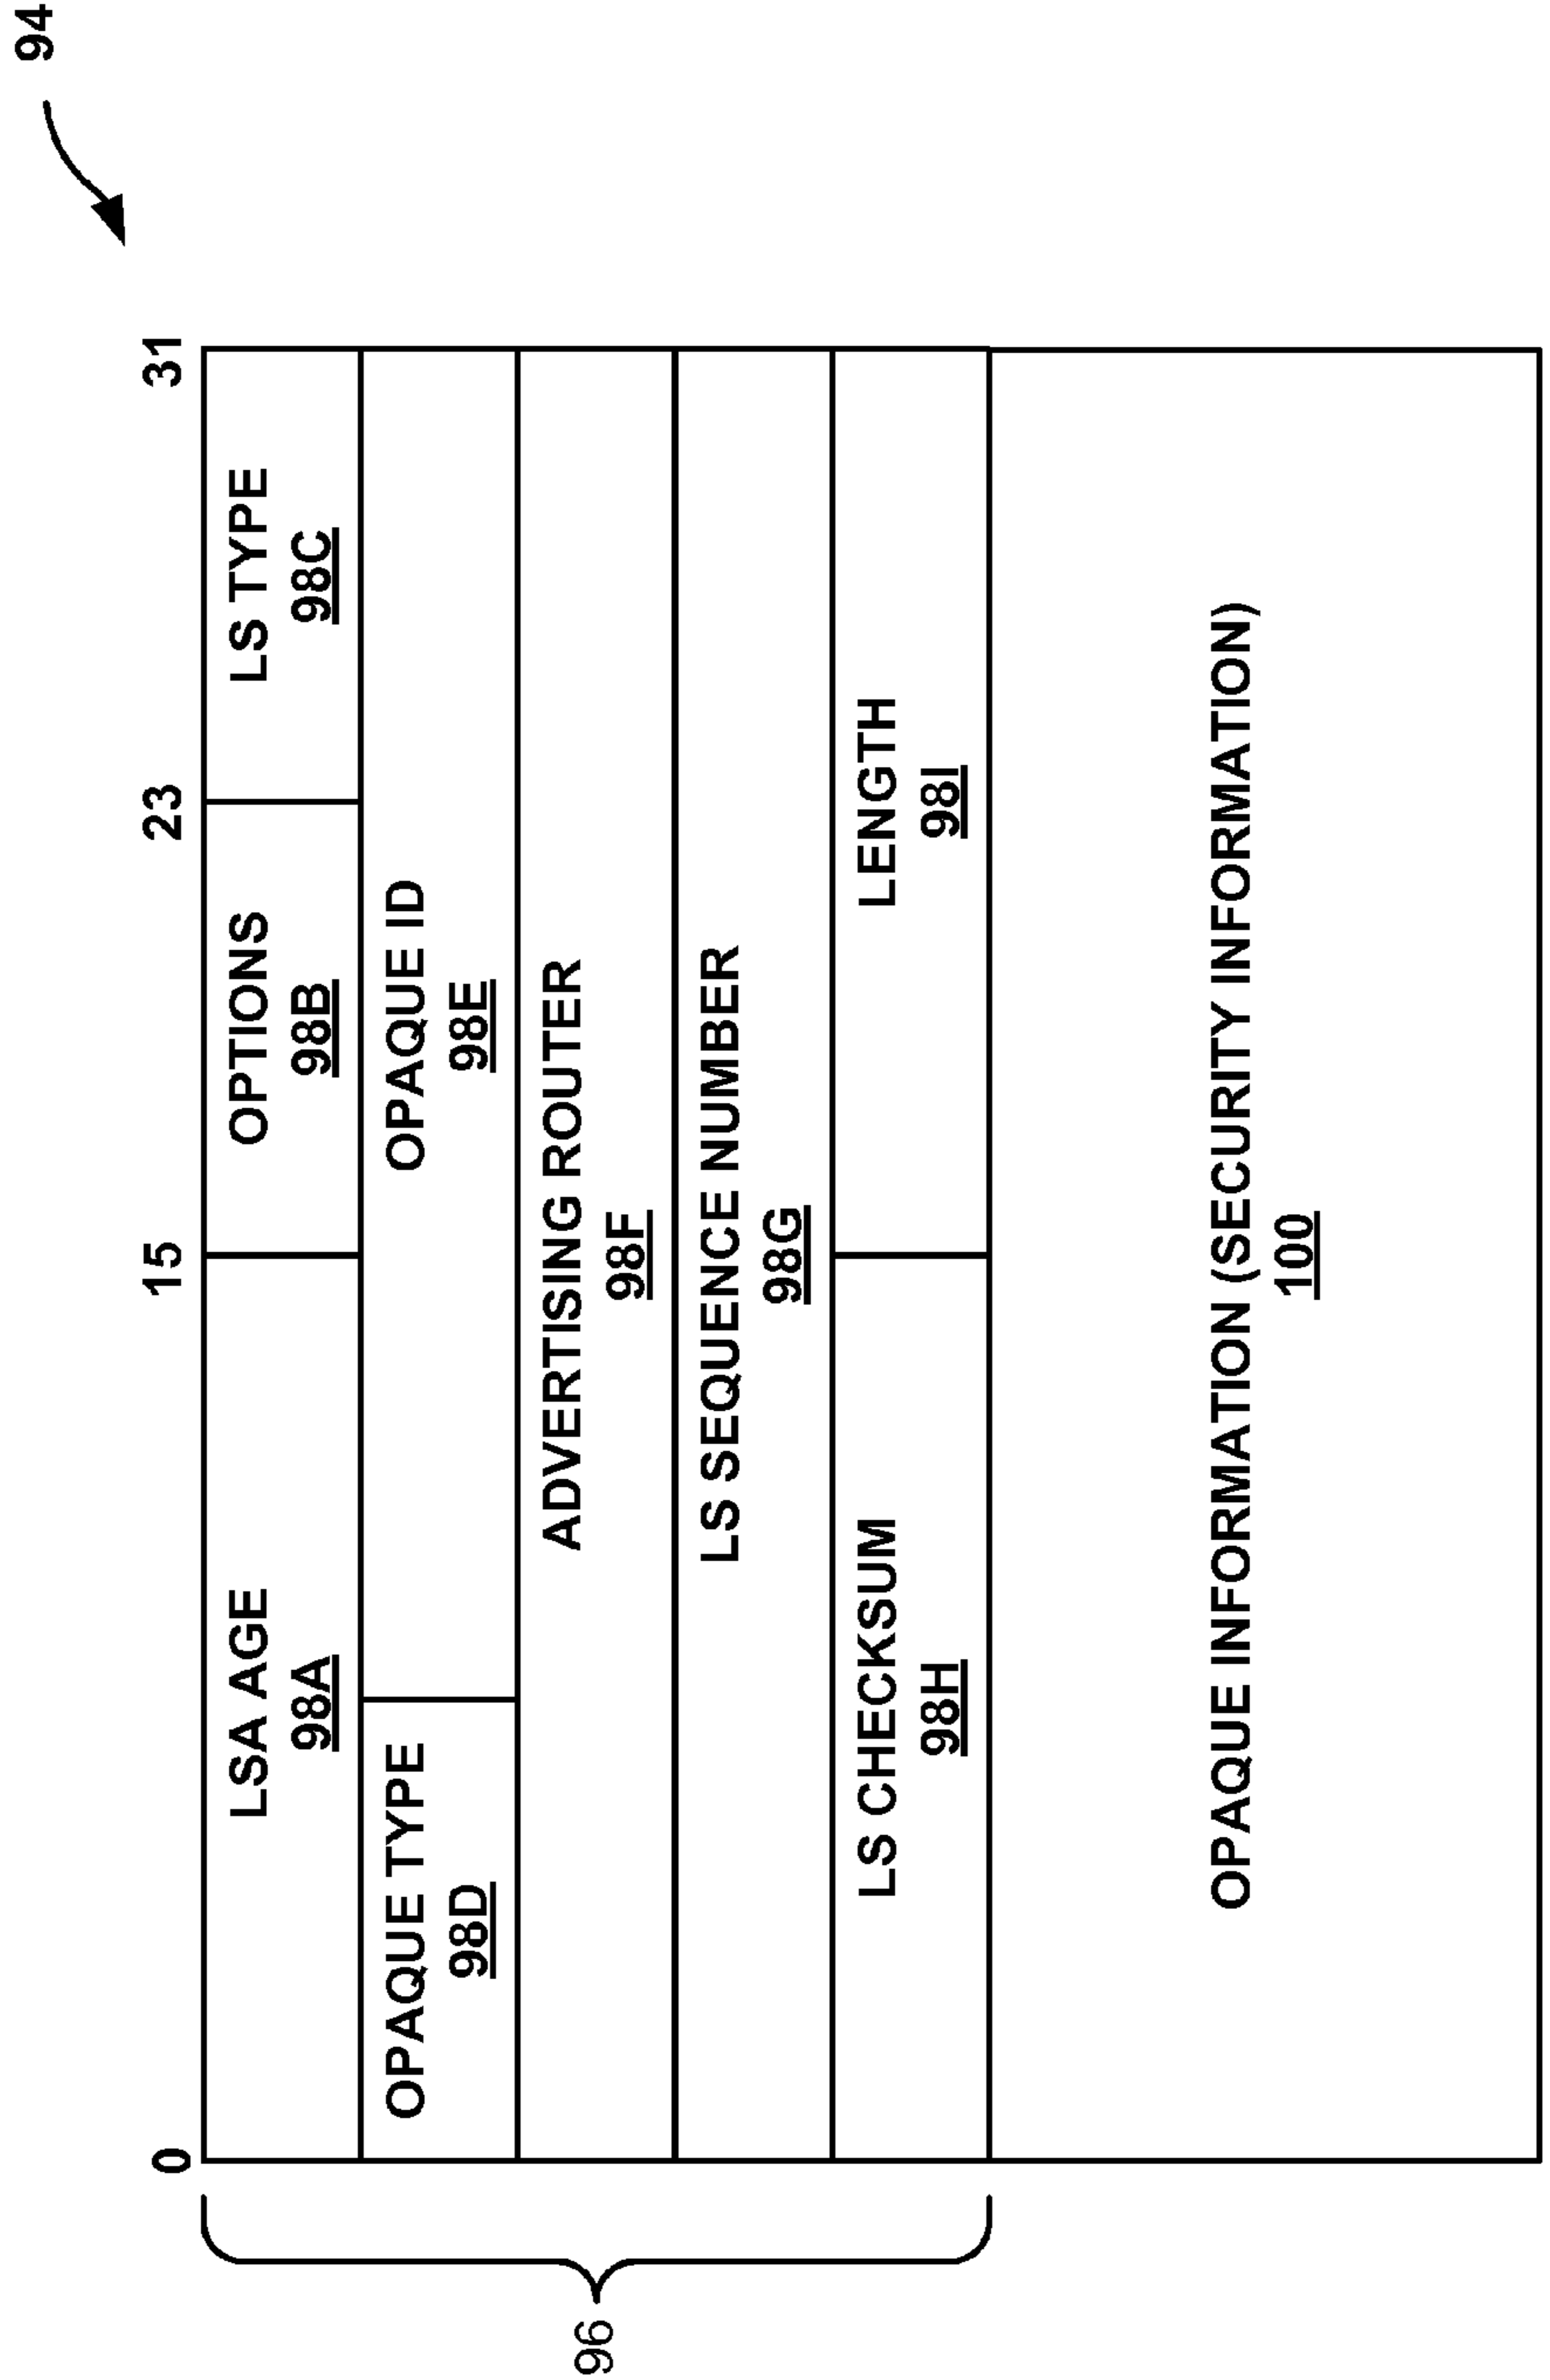 94
0 15 23 31
LSA AGE
98A
OPTIONS
98B
LS TYPE
98C
OPAQUE TYPE
98D
OPAQUE ID
98E
ADVERTISING ROUTER
98F
LS SEQUENCE NUMBER
98G
LS CHECKSUM
98H
LENGTH
98I
96
OPAQUE INFORMATION (SECURITY INFORMATION)
100